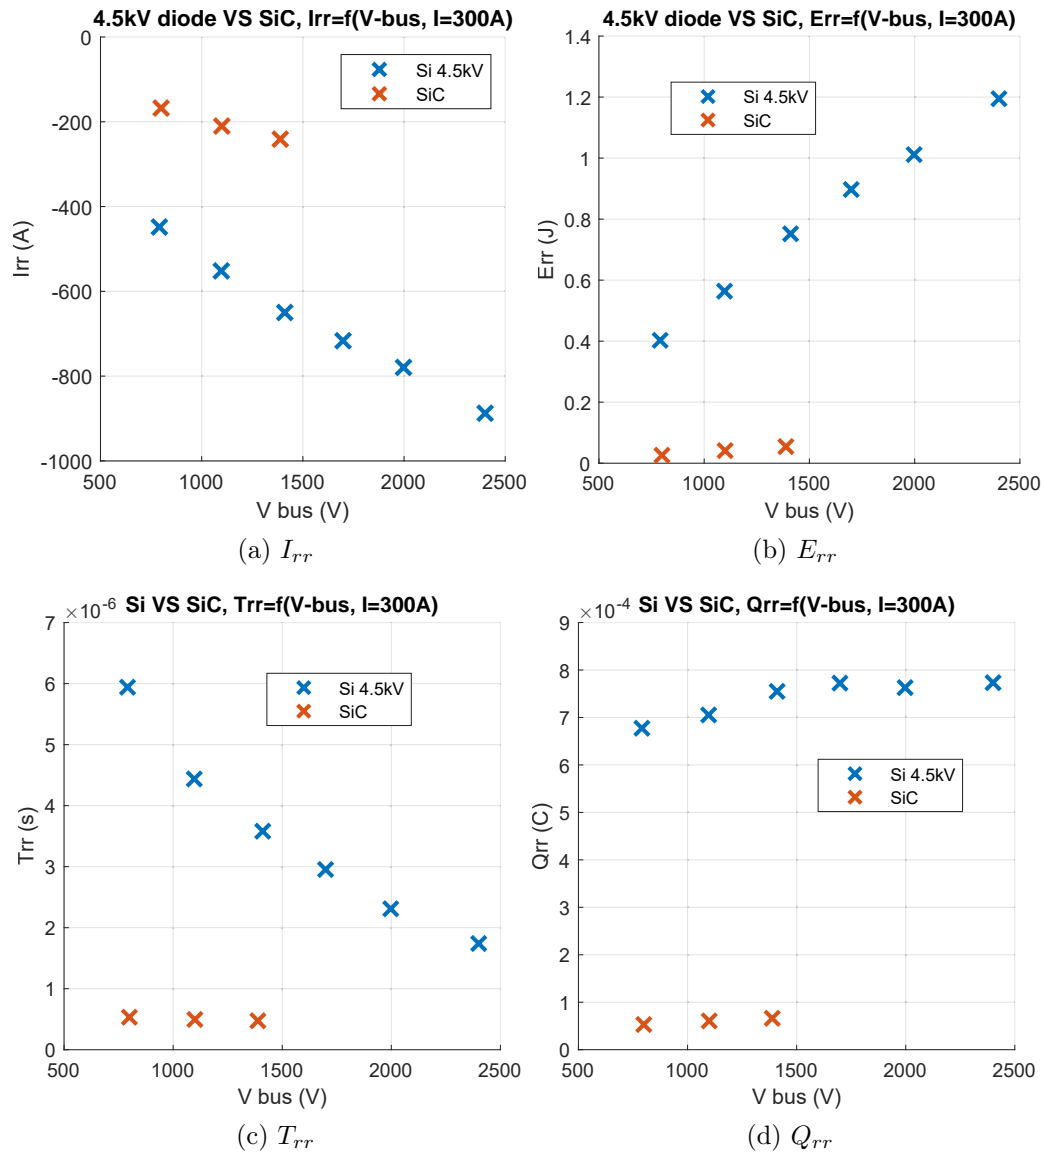 4.5kV diode VS SiC, Irr=f(V-bus, I=300A)
0
-200
-400
-600
-800
-1000
Irr (A)
Si 4.5kV
SiC
500 1000 1500 2000 2500
V bus (V)
(a) Irr
4.5kV diode VS SiC, Err=f(V-bus, I=300A)
1.4
1.2
1
0.8
0.6
0.4
0.2
0
Err (J)
Si 4.5kV
SiC
500 1000 1500 2000 2500
V bus (V)
(b) Err
×10-6 Si VS SiC, Trr=f(V-bus, I=300A)
7
6
5
4
3
2
1
0
Trr (s)
Si 4.5kV
SiC
500 1000 1500 2000 2500
V bus (V)
(c) Trr
×10-4 Si VS SiC, Qrr=f(V-bus, I=300A)
9
8
7
6
5
4
3
2
1
0
Qrr (C)
Si 4.5kV
SiC
500 1000 1500 2000 2500
V bus (V)
(d) Qrr